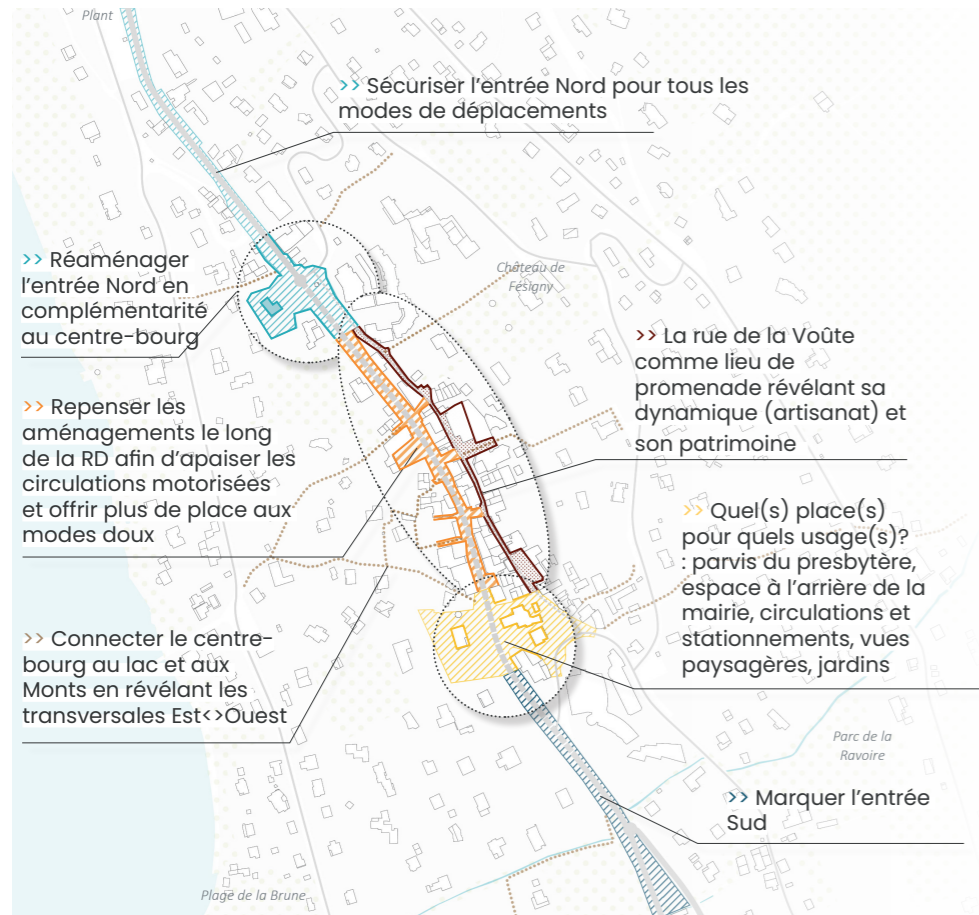 Plant
>> Sécuriser l'entrée Nord pour tous les
modes de déplacements
>> Réaménager
l'entrée Nord en
complémentarité
au centre-bourg
Château de
Fésigny
>> La rue de la Voûte
comme lieu de
promenade révélant sa
dynamique (artisanat) et
son patrimoine
>> Repenser les
aménagements le long
de la RD afin d'apaiser les
circulations motorisées
et offrir plus de place aux
modes doux
>> Quel(s) place(s)
pour quels usage(s)?
: parvis du presbytère,
espace à l'arrière de la
mairie, circulations et
stationnements, vues
paysagères, jardins
>> Connecter le centre-
bourg au lac et aux
Monts en révélant les
transversales Est<>Ouest
Parc de la
Ravoire
>> Marquer l'entrée
Sud
Plage de la Brune